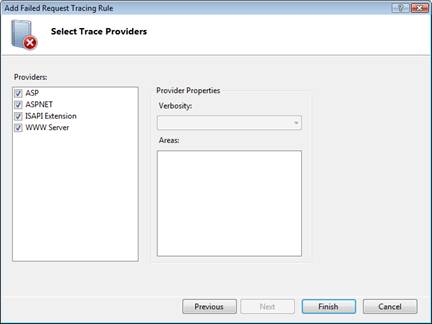 Add Failed Request Tracing Rule
Select Trace Providers
Providers:
ASP
ASPNET
ISAPI Extension
WWW Server
Provider Properties
Verbosity:
Areas:
Previous
Next
Finish
Cancel